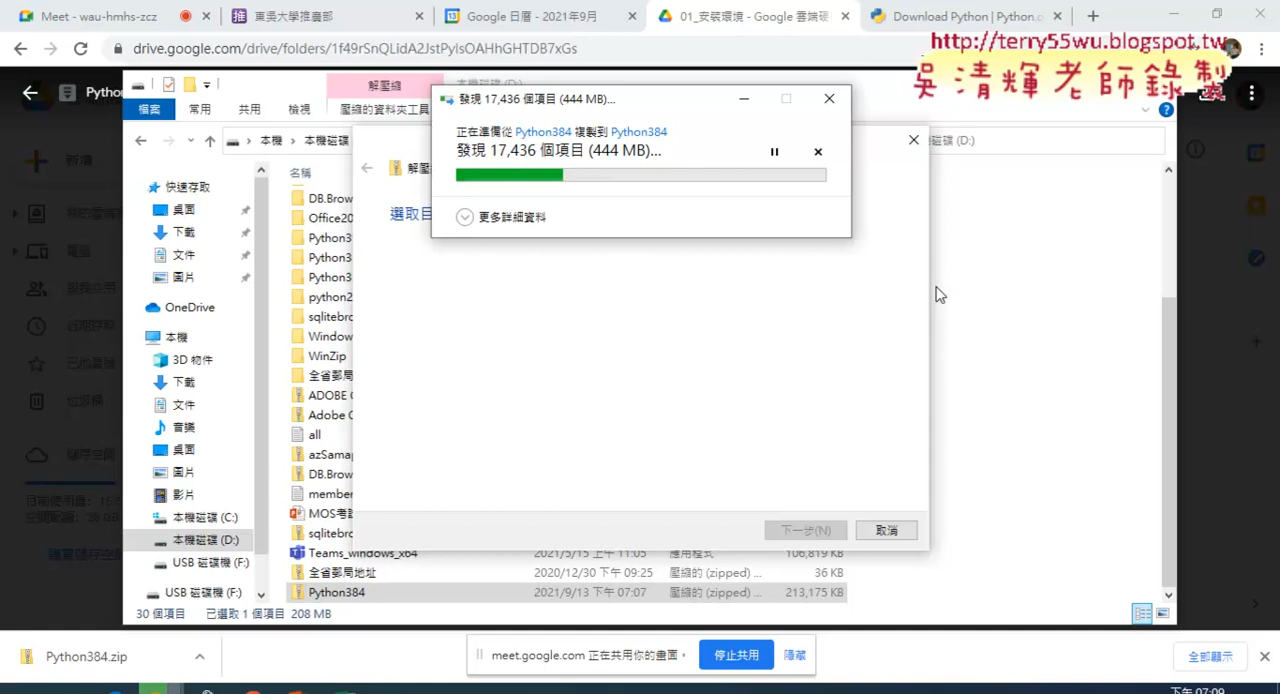 Meet - wau-hmhs-zcz
東吳大學推廣部
Google 日曆 - 2021年9月
01_安裝環境 - Google 雲端硬
Download Python | Python.o
drive.google.com/drive/folders/1f49rSnQLidA2JstPylsOAHhGHTDB7xGs
http://terry55wu.blogspot.tw
吳清輝老師錄製
Pytho
解壓縮
本機磁碟 (D:)
檔案
常用
共用
檢視
壓縮的資料夾工具
發現 17,436 個項目 (444 MB)...
正在準備從 Python384 複製到 Python384
發現 17,436 個項目 (444 MB)...
更多詳細資料
本機
本機磁碟
(D:)
解壓
選取目
名稱
新增
快速存取
桌面
下載
文件
圖片
OneDrive
本機
3D 物件
下載
文件
音樂
桌面
圖片
影片
本機磁碟 (C:)
本機磁碟 (D:)
USB 磁碟機 (F:)
USB 磁碟機 (F:)
DB.Brow
Office20
Python3
Python3
Python3
python2
sqlitebro
Window
WinZip
全省郵局
ADOBE C
Adobe C
all
azSama
DB.Brow
member
MOS考試
sqlitebro
Teams_windows_x64
2021/5/15 上午 11:05
應用程式
106,819 KB
全省郵局地址
2020/12/30 下午 09:25
壓縮的 (zipped) ...
36 KB
Python384
2021/9/13 下午 07:07
壓縮的 (zipped) ...
213,175 KB
下一步(N)
取消
30 個項目
已選取 1 個項目 208 MB
電腦
儲存空間
Python384.zip
meet.google.com 正在共用你的畫面。
停止共用
隱藏
全部顯示
下午 07:09